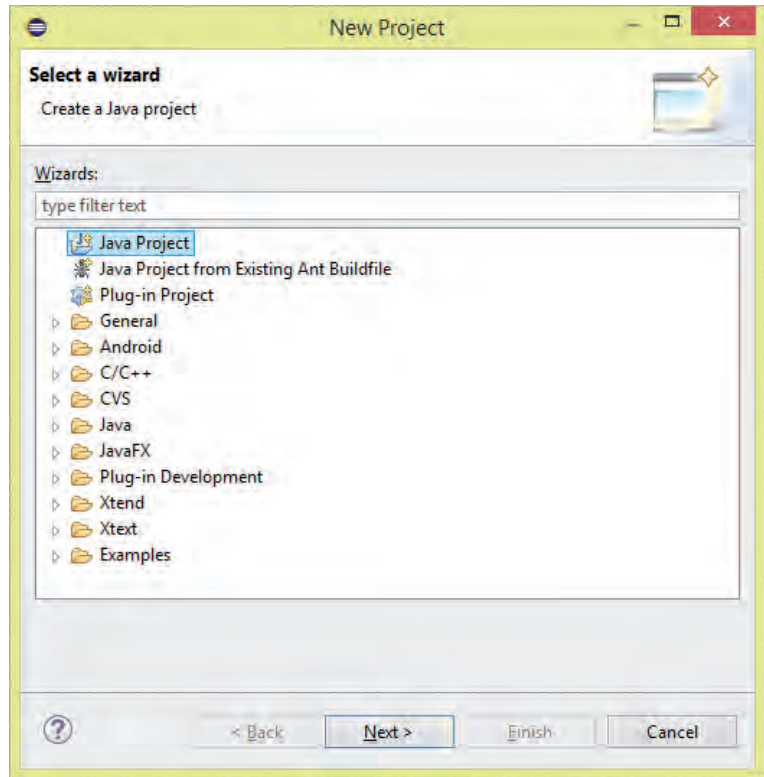 New Project
Select a wizard
Create a Java project
Wizards:
type filter text
Java Project
Java Project from Existing Ant Buildfile
Plug-in Project
General
Android
C/C++
CVS
Java
JavaFX
Plug-in Development
Xtend
Xtext
Examples
? < Back Next > Finish Cancel